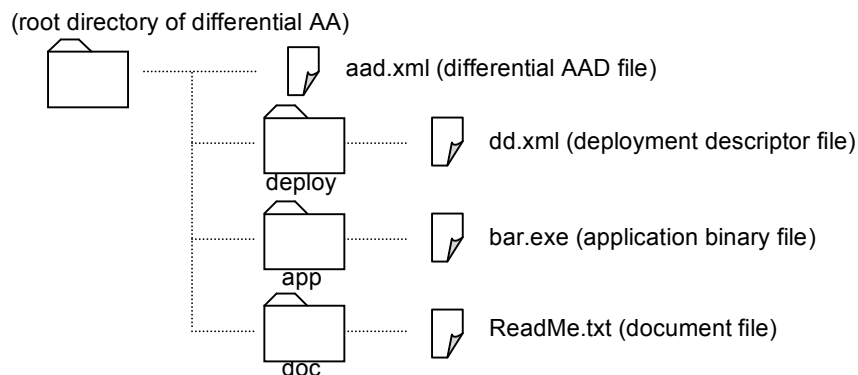 (root directory of differential AA)
aad.xml (differential AAD file)
dd.xml (deployment descriptor file)
deploy
bar.exe (application binary file)
app
ReadMe.txt (document file)
doc